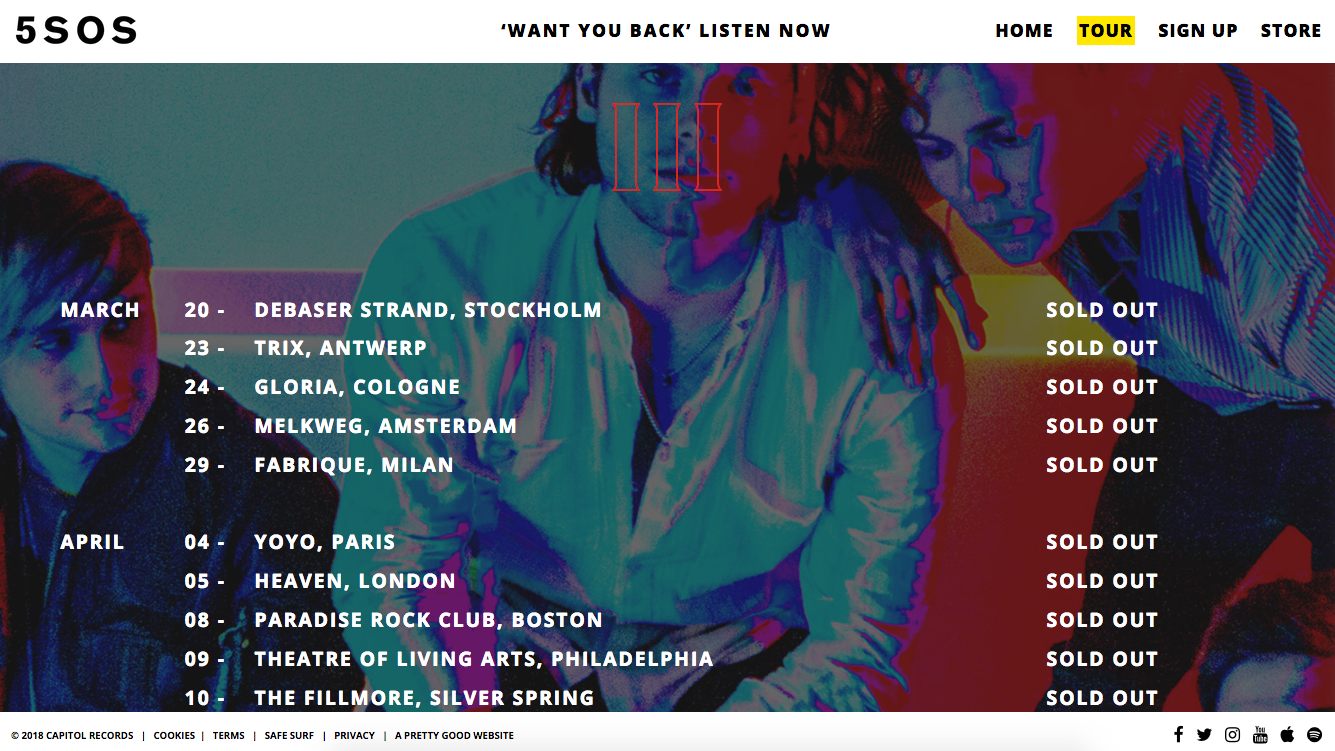 5SOS
‘WANT YOU BACK’ LISTEN NOW
HOME TOUR SIGN UP STORE
MARCH 20 - DEBASER STRAND, STOCKHOLM SOLD OUT
23 - TRIX, ANTWERP SOLD OUT
24 - GLORIA, COLOGNE SOLD OUT
26 - MELKWEG, AMSTERDAM SOLD OUT
29 - FABRIQUE, MILAN SOLD OUT
APRIL 04 - YOYO, PARIS SOLD OUT
05 - HEAVEN, LONDON SOLD OUT
08 - PARADISE ROCK CLUB, BOSTON SOLD OUT
09 - THEATRE OF LIVING ARTS, PHILADELPHIA SOLD OUT
10 - THE FILLMORE, SILVER SPRING SOLD OUT
© 2018 CAPITOL RECORDS | COOKIES | TERMS | SAFE SURF | PRIVACY | A PRETTY GOOD WEBSITE
You Tube